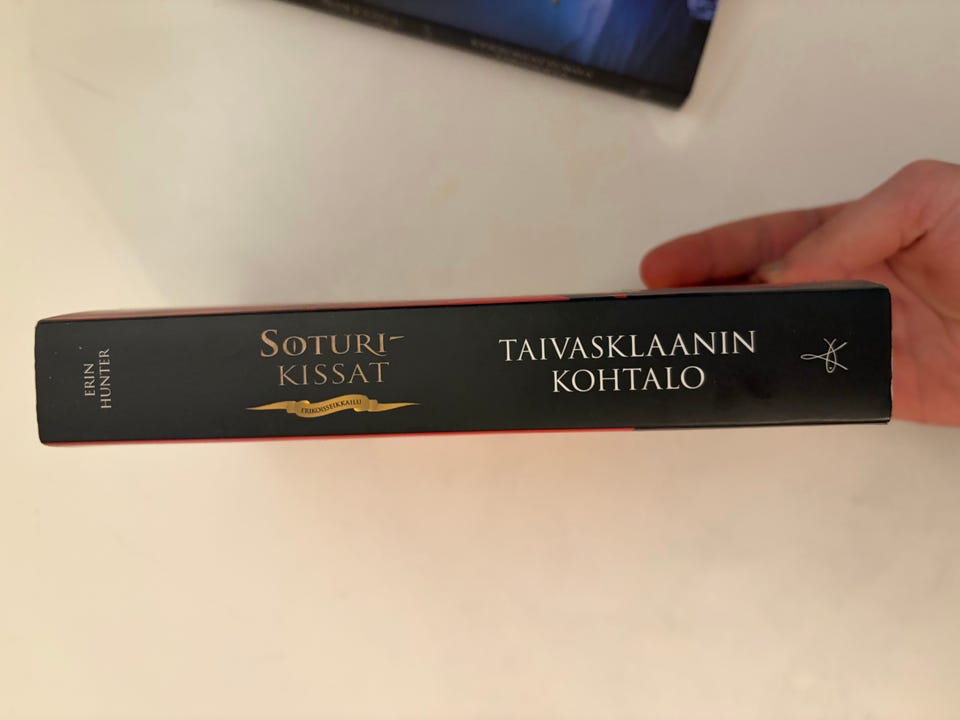 ERIN
HUNTER
SOTURI-
KISSAT
ERIKOISSEIKKAILU
TAIVASKLAANIN
KOHTALO